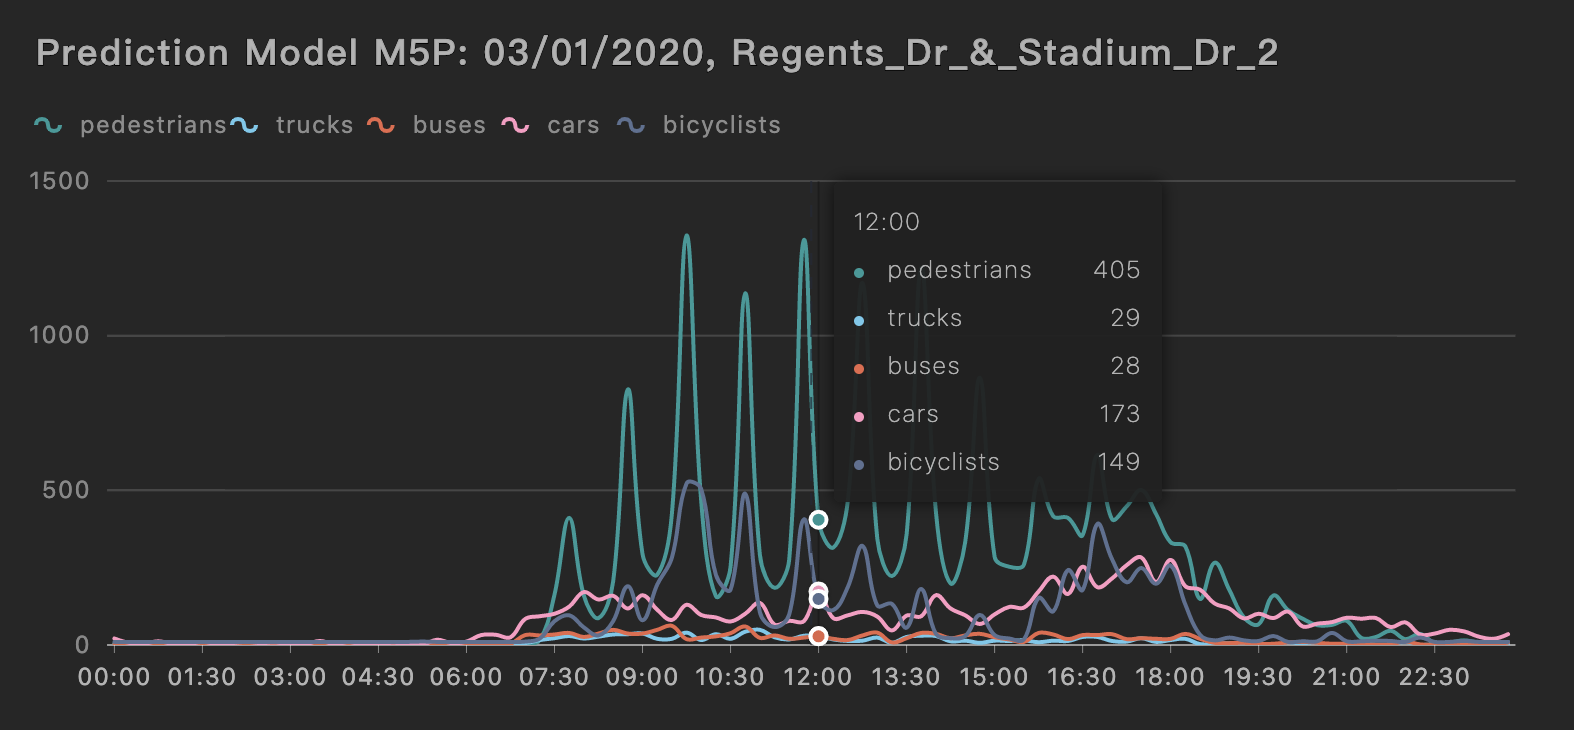 Prediction Model M5P: 03/01/2020, Regents_Dr_&_Stadium_Dr_2
pedestrians trucks buses cars bicyclists
1500
12:00
pedestrians 405
trucks 29
1000
buses 28
cars 173
bicyclists 149
500
0
00:00 01:30 03:00 04:30 06:00 07:30 09:00 10:30 12:00 13:30 15:00 16:30 18:00 19:30 21:00 22:30